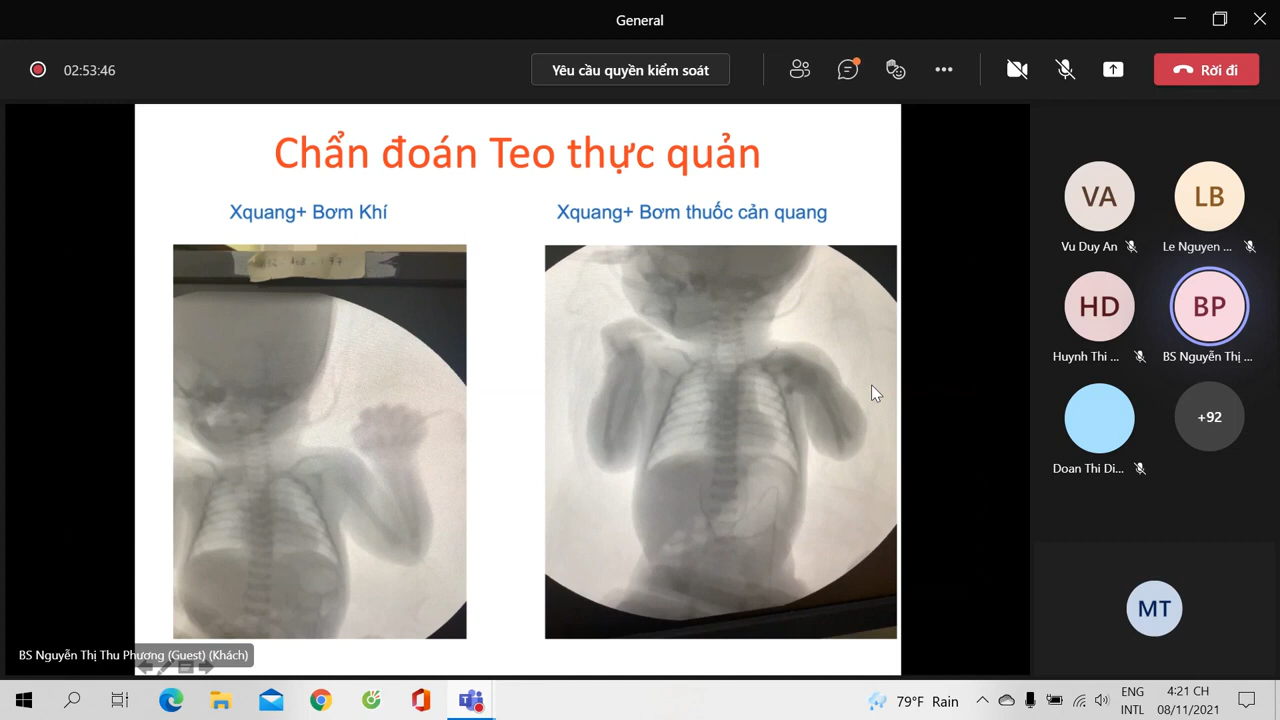 General
02:53:46
Yêu cầu quyền kiểm soát
Rời đi
Chẩn đoán Teo thực quản
Xquang+ Bơm Khí
Xquang+ Bơm thuốc cản quang
VA
LB
Vu Duy An
Le Nguyen ...
HD
BP
Huynh Thi ...
BS Nguyễn Thị ...
+92
Doan Thi Di...
MT
BS Nguyễn Thị Thu Phương (Guest) (Khách)
79°F Rain
ENG
INTL
4:21 CH
08/11/2021